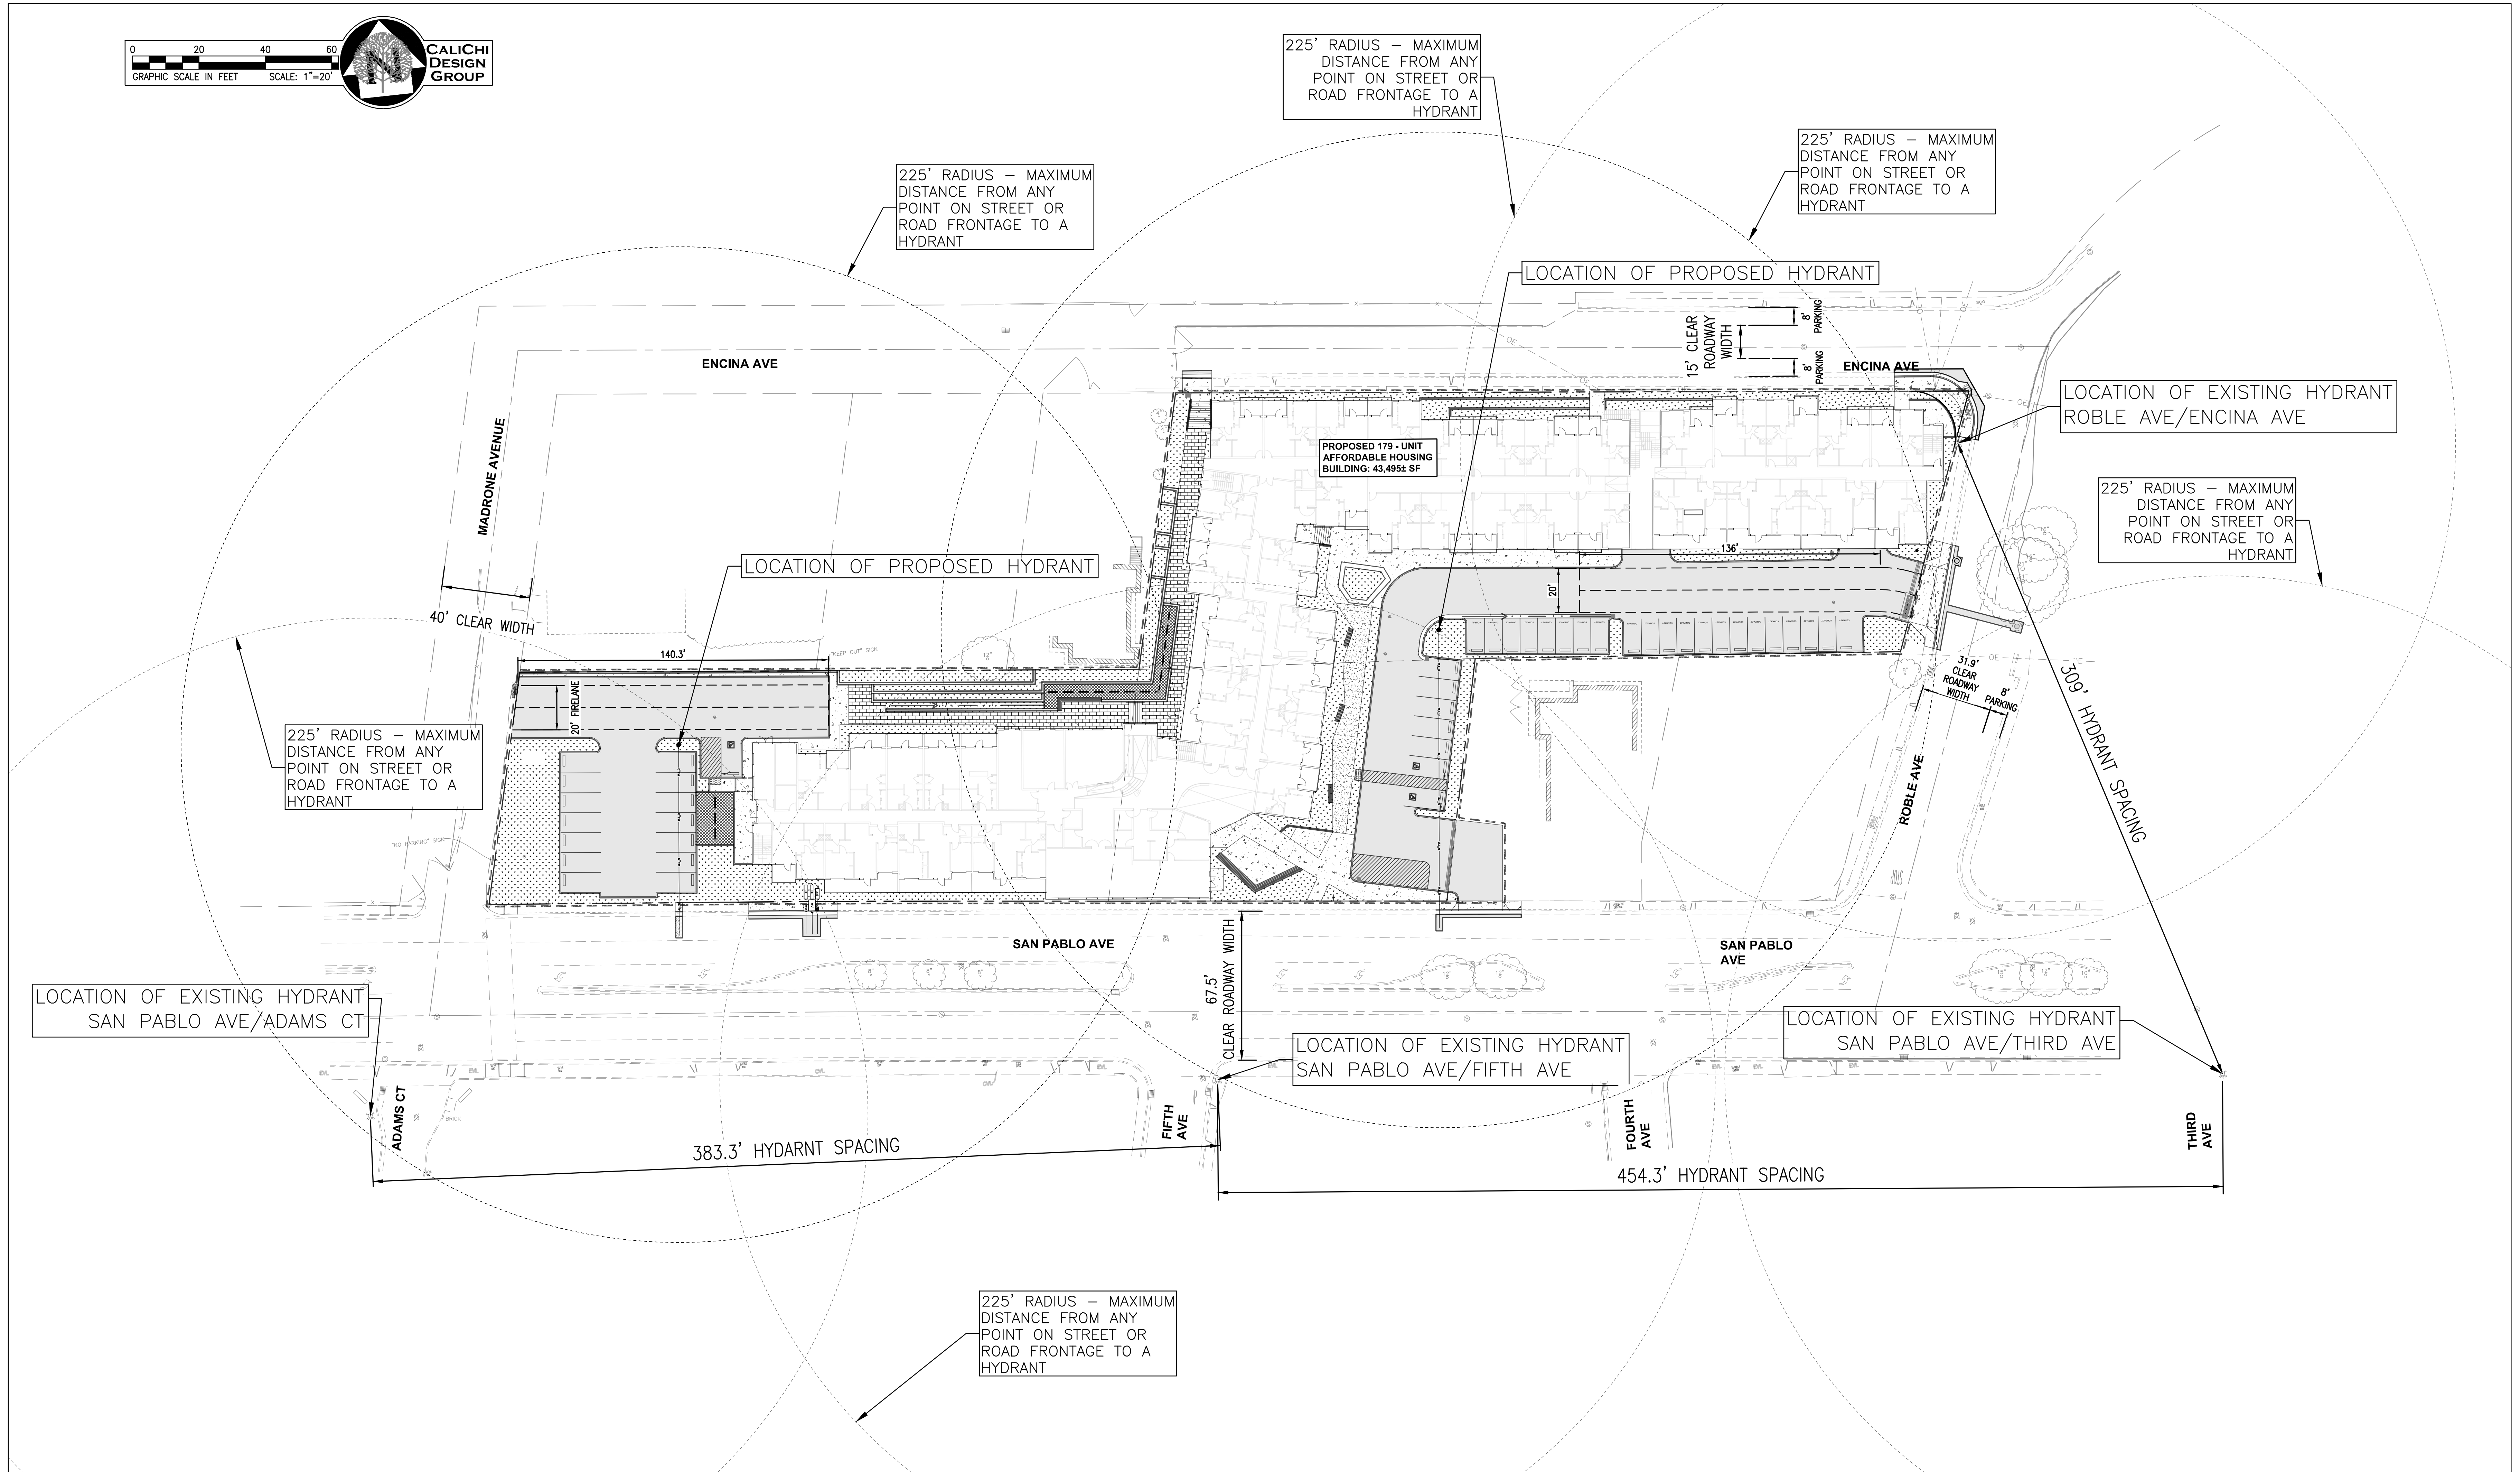 0 20 40 60
GRAPHIC SCALE IN FEET SCALE: 1"=20'
N
CALICHI
DESIGN
GROUP
225' RADIUS – MAXIMUM
DISTANCE FROM ANY
POINT ON STREET OR
ROAD FRONTAGE TO A
HYDRANT
225' RADIUS – MAXIMUM
DISTANCE FROM ANY
POINT ON STREET OR
ROAD FRONTAGE TO A
HYDRANT
225' RADIUS – MAXIMUM
DISTANCE FROM ANY
POINT ON STREET OR
ROAD FRONTAGE TO A
HYDRANT
LOCATION OF PROPOSED HYDRANT
15' CLEAR
ROADWAY
WIDTH
8'
PARKING
8'
PARKING
ENCINA AVE
ENCINA AVE
LOCATION OF EXISTING HYDRANT
ROBLE AVE/ENCINA AVE
MADRONE AVENUE
PROPOSED 179 - UNIT
AFFORDABLE HOUSING
BUILDING: 43,495± SF
225' RADIUS – MAXIMUM
DISTANCE FROM ANY
POINT ON STREET OR
ROAD FRONTAGE TO A
HYDRANT
LOCATION OF PROPOSED HYDRANT
136'
20'
40' CLEAR WIDTH
140.3'
"KEEP OUT" SIGN
20' FIRELANE
31.9'
CLEAR
ROADWAY
WIDTH
8'
PARKING
309' HYDRANT SPACING
225' RADIUS – MAXIMUM
DISTANCE FROM ANY
POINT ON STREET OR
ROAD FRONTAGE TO A
HYDRANT
ROBLE AVE
"NO PARKING" SIGN
STOP
SAN PABLO AVE
67.5'
CLEAR ROADWAY WIDTH
SAN PABLO
AVE
LOCATION OF EXISTING HYDRANT
SAN PABLO AVE/ADAMS CT
LOCATION OF EXISTING HYDRANT
SAN PABLO AVE/FIFTH AVE
LOCATION OF EXISTING HYDRANT
SAN PABLO AVE/THIRD AVE
ADAMS CT
BRICK
FIFTH
AVE
FOURTH
AVE
THIRD
AVE
383.3' HYDARNT SPACING
454.3' HYDRANT SPACING
225' RADIUS – MAXIMUM
DISTANCE FROM ANY
POINT ON STREET OR
ROAD FRONTAGE TO A
HYDRANT